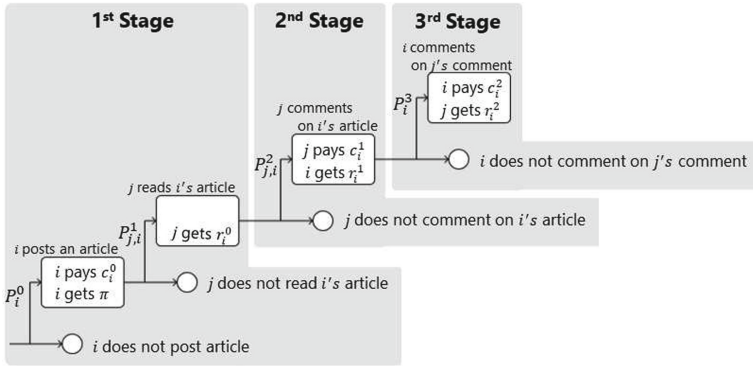 1st Stage
2nd Stage
3rd Stage
i comments
on j's comment
P_i^3
i pays c_i^2
j gets r_i^2
i does not comment on j's comment
j comments
on i's article
P_{j,i}^2
j pays c_i^1
i gets r_i^1
j does not comment on i's article
j reads i's article
P_{j,i}^1
j gets r_i^0
j does not read i's article
i posts an article
P_i^0
i pays c_i^0
i gets π
i does not post article